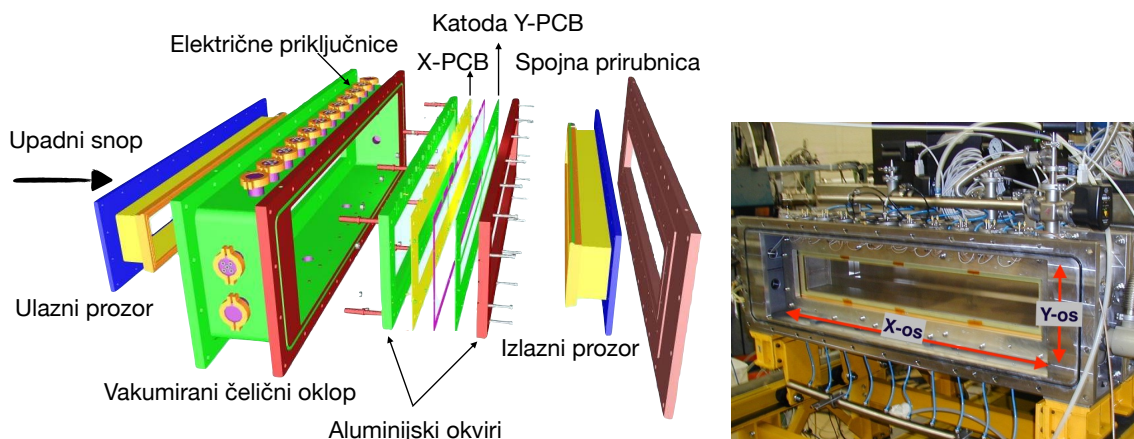 Katoda Y-PCB
Električne priključnice
X-PCB
Spojna prirubnica
Upadni snop
Ulazni prozor
Izlazni prozor
Vakumirani čelični oklop
Aluminijski okviri
X-os
Y-os